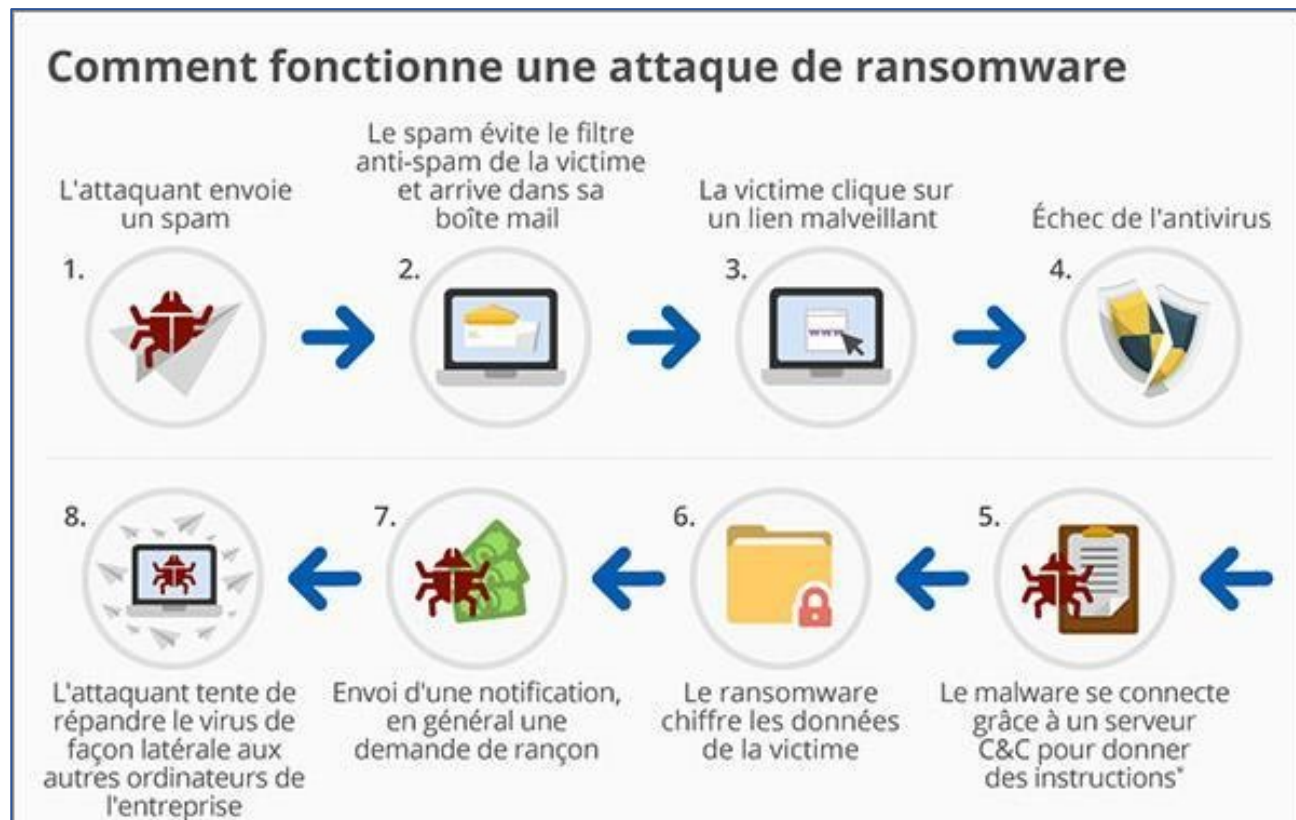 Comment fonctionne une attaque de ransomware
L'attaquant envoie
un spam
1.
Le spam évite le filtre
anti-spam de la victime
et arrive dans sa
boîte mail
2.
La victime clique sur
un lien malveillant
3.
www
Échec de l'antivirus
4.
5.
Le malware se connecte
grâce à un serveur
C&C pour donner
des instructions*
6.
Le ransomware
chiffre les données
de la victime
7.
Envoi d'une notification,
en général une
demande de rançon
8.
L'attaquant tente de
répandre le virus de
façon latérale aux
autres ordinateurs de
l'entreprise